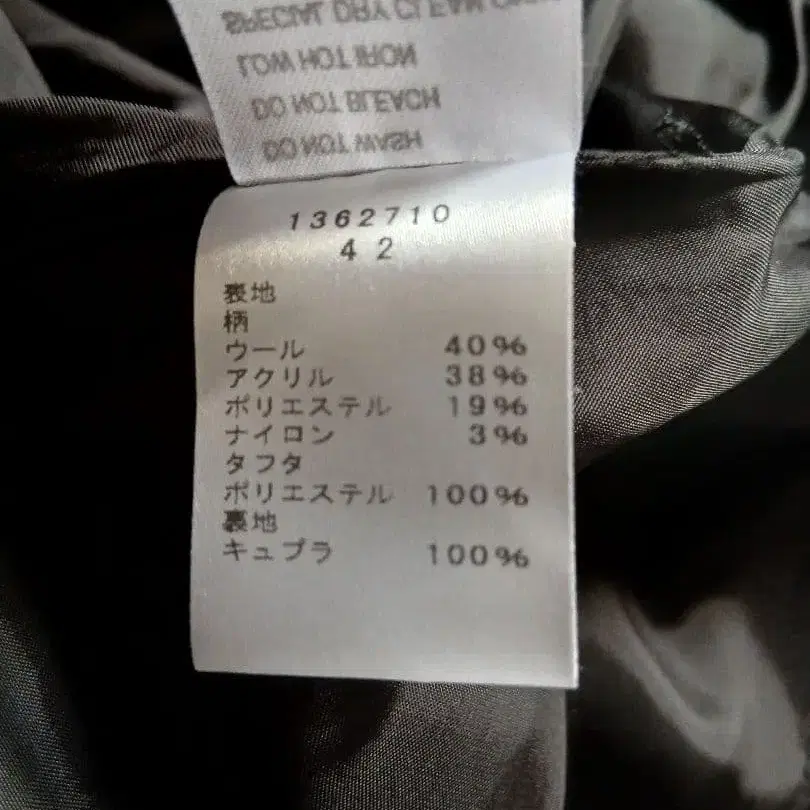 SPECIAL DRY CLEAN
LOW HOT IRON
DO NOT BLEACH
DO NOT WASH
1362710
42
表地
柄
ウール 40%
アクリル 38%
ポリエステル 19%
ナイロン 3%
タフタ
ポリエステル 100%
裏地
キュプラ 100%